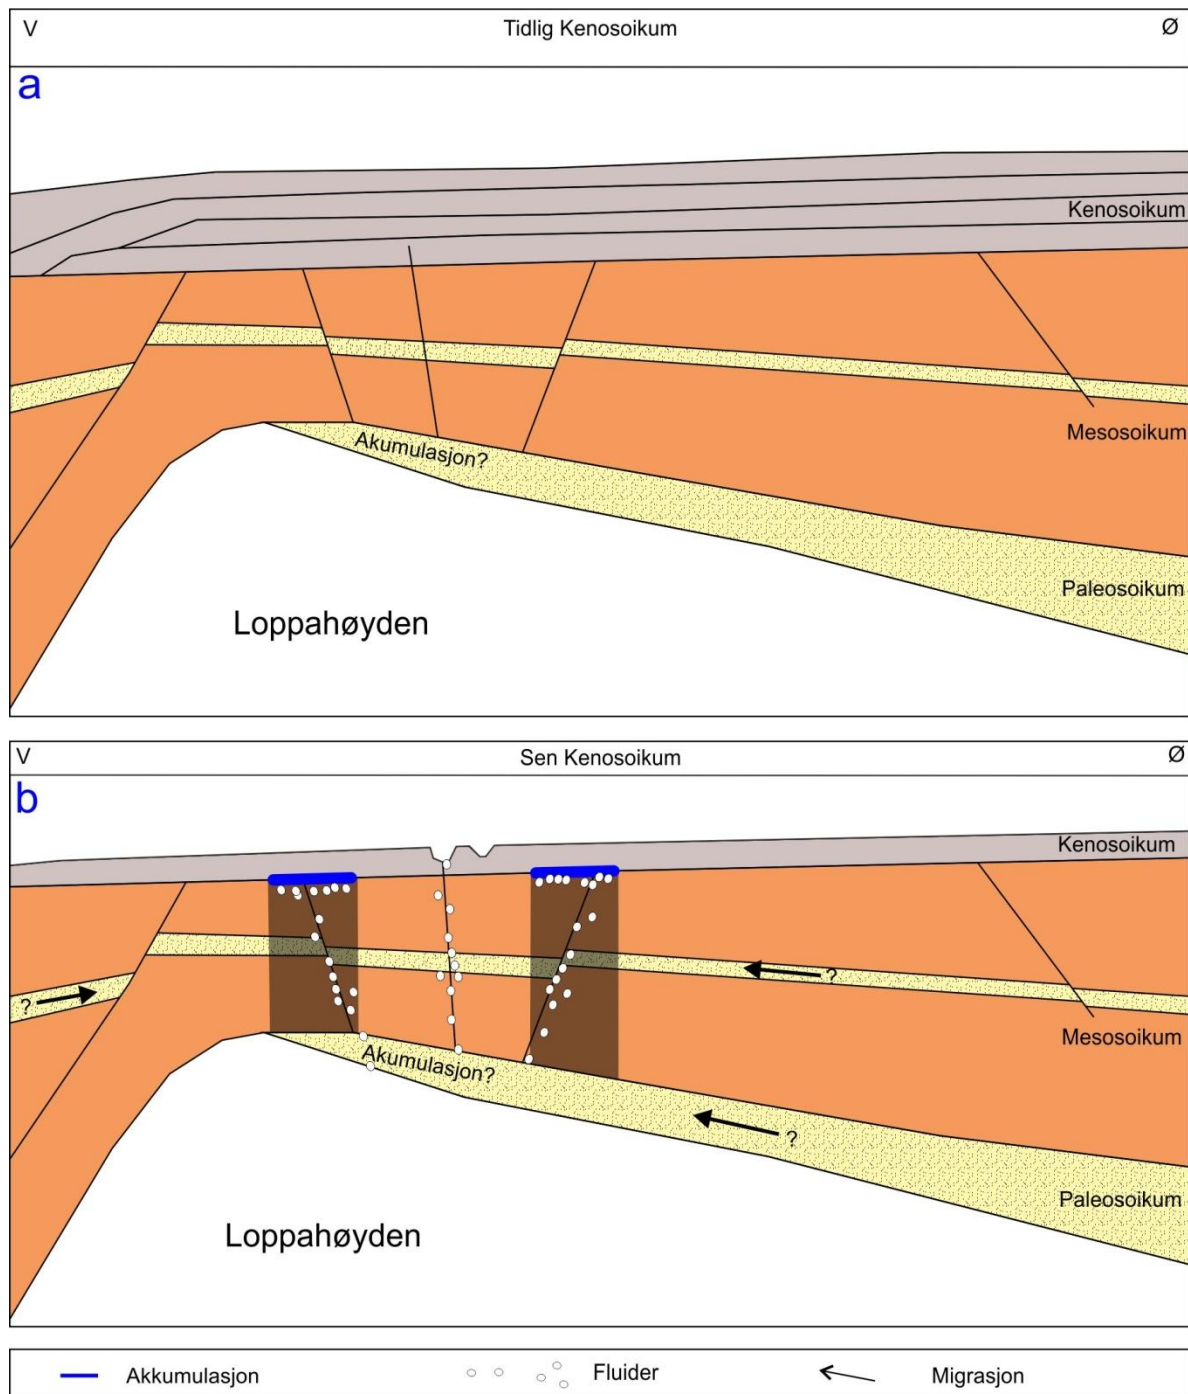 V Tidlig Kenosoikum Ø
a
Kenosoikum
Akumulasjon?
Mesosoikum
Paleosoikum
Loppahøyden
V Sen Kenosoikum Ø
b
Kenosoikum
?
?
Mesosoikum
Akumulasjon?
?
Paleosoikum
Loppahøyden
Akkumulasjon Fluider Migrasjon